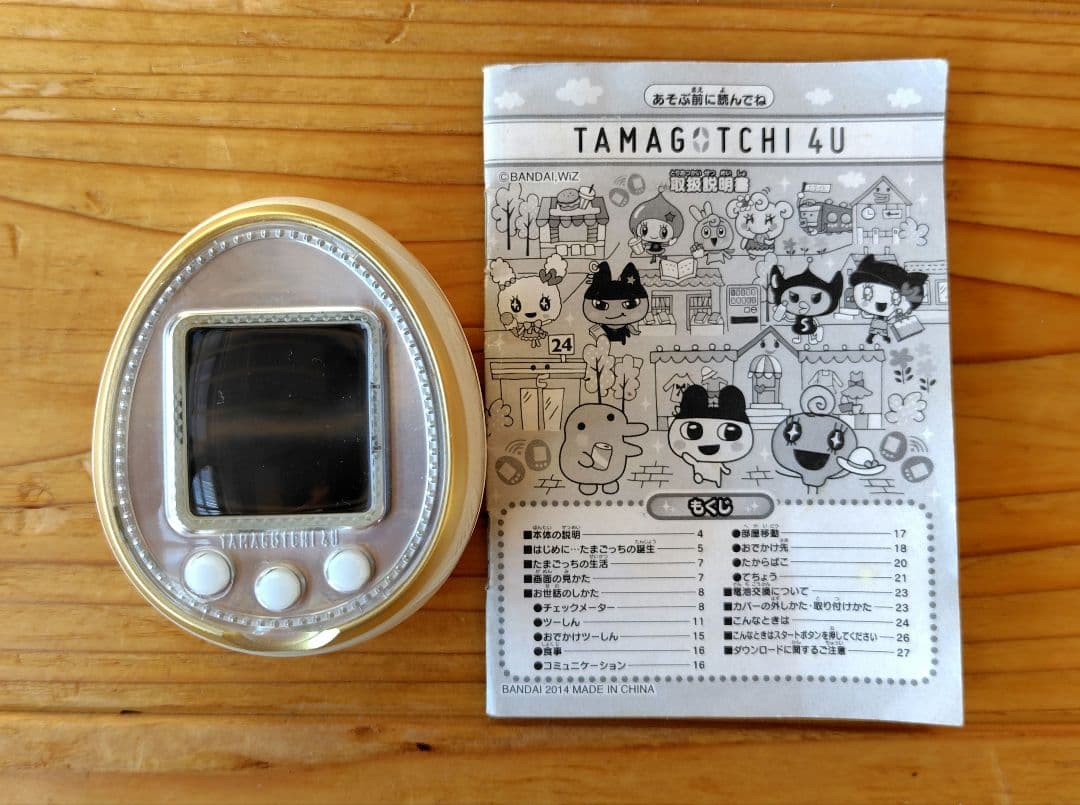 TAMAGOTCHI 4U
あそぶ前に読んでね
TAMAGOTCHI 4U
©BANDAI,WiZ
取扱説明書
24
S
もくじ
■本体の説明 4
■はじめに…たまごっちの誕生 5
■たまごっちの生活 7
■画面の見かた 7
■お世話のしかた 8
●チェックメーター 8
●ツーしん 11
●おでかけツーしん 15
●食事 16
●コミュニケーション 16
●部屋移動 17
●おでかけ先 18
●たからばこ 20
●てちょう 21
■電池交換について 23
■カバーの外しかた・取り付けかた 23
■こんなときは 24
■こんなときはスタートボタンを押してください 26
■ダウンロードに関するご注意 27
BANDAI 2014 MADE IN CHINA